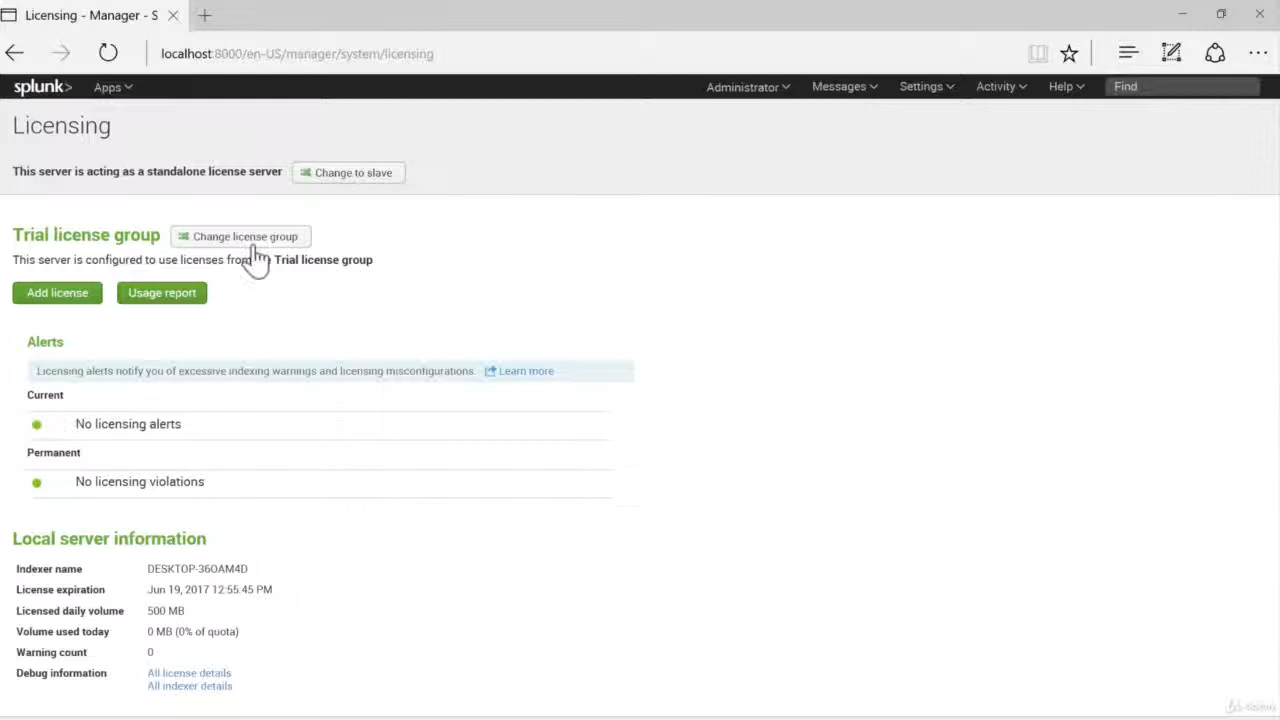 Licensing - Manager - S
localhost:8000/en-US/manager/system/licensing
splunk> Apps Administrator Messages Settings Activity Help Find
Licensing
This server is acting as a standalone license server Change to slave
Trial license group Change license group
This server is configured to use licenses from Trial license group
Add license Usage report
Alerts
Licensing alerts notify you of excessive indexing warnings and licensing misconfigurations. Learn more
Current
No licensing alerts
Permanent
No licensing violations
Local server information
Indexer name DESKTOP-36OAM4D
License expiration Jun 19, 2017 12:55:45 PM
Licensed daily volume 500 MB
Volume used today 0 MB (0% of quota)
Warning count 0
Debug information All license details
All indexer details